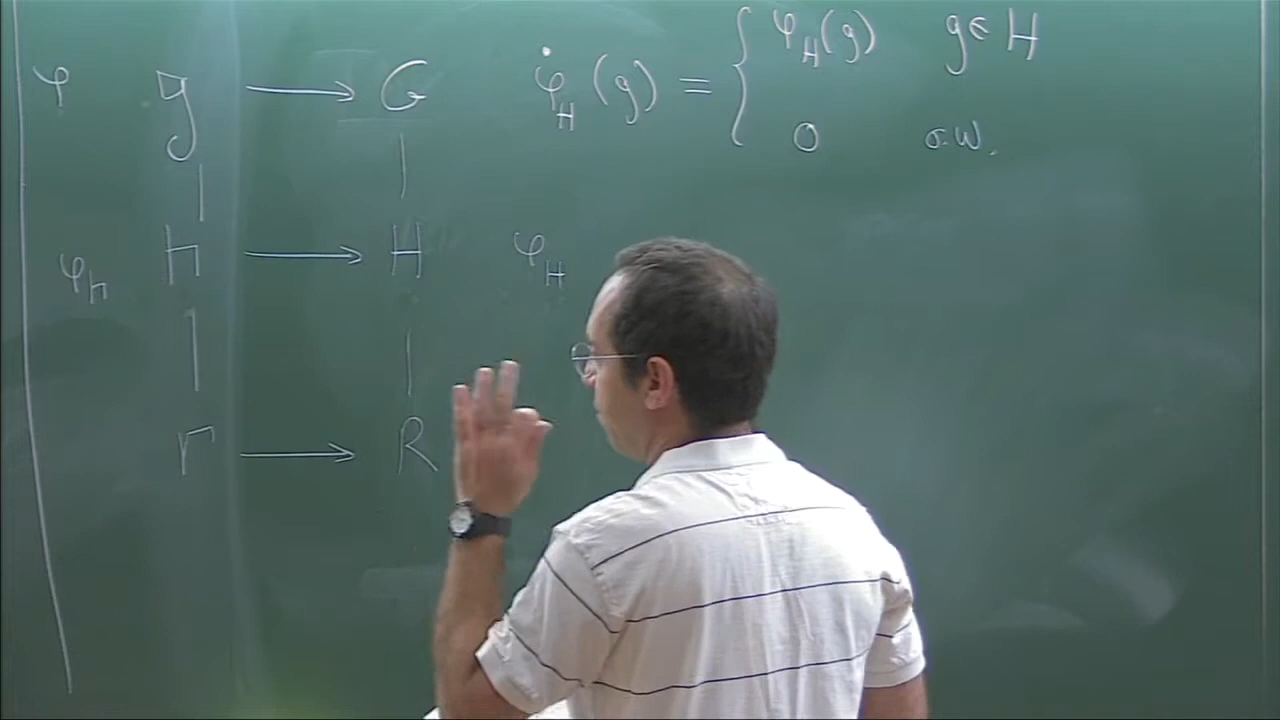 φ g → G
φ̇_H (g) = { φ_H(g) g ∈ H
0 o.w.
φ_h h → H φ_H
r → R